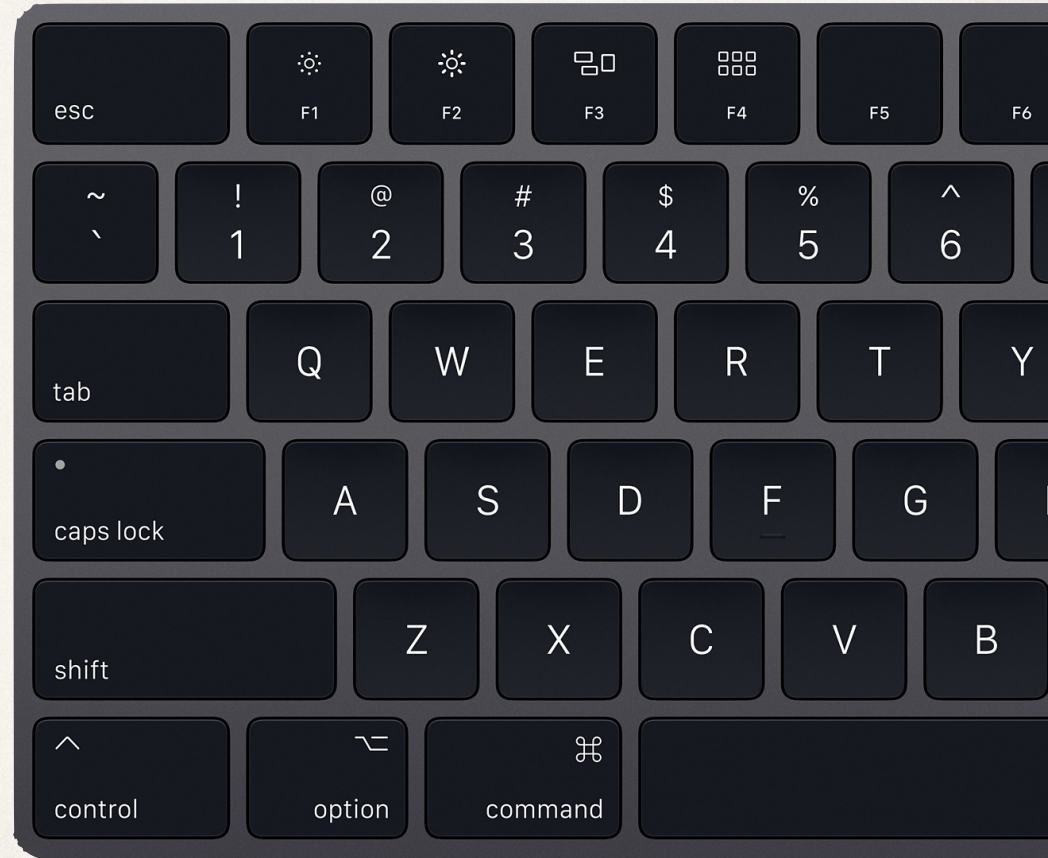 esc F1 F2 F3 F4 F5 F6
~ ! @ # $ % ^
` 1 2 3 4 5 6
tab Q W E R T Y
caps lock A S D F G
shift Z X C V B
control option command